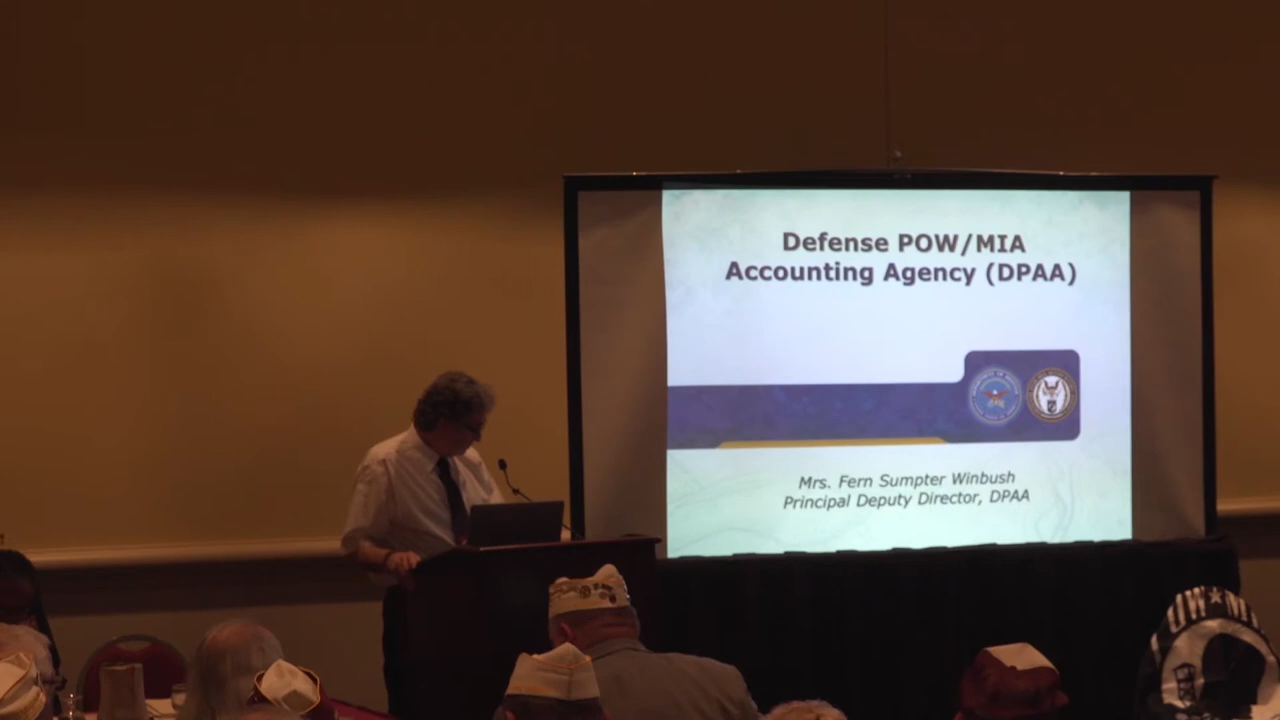 Defense POW/MIA
Accounting Agency (DPAA)
Mrs. Fern Sumpter Winbush
Principal Deputy Director, DPAA